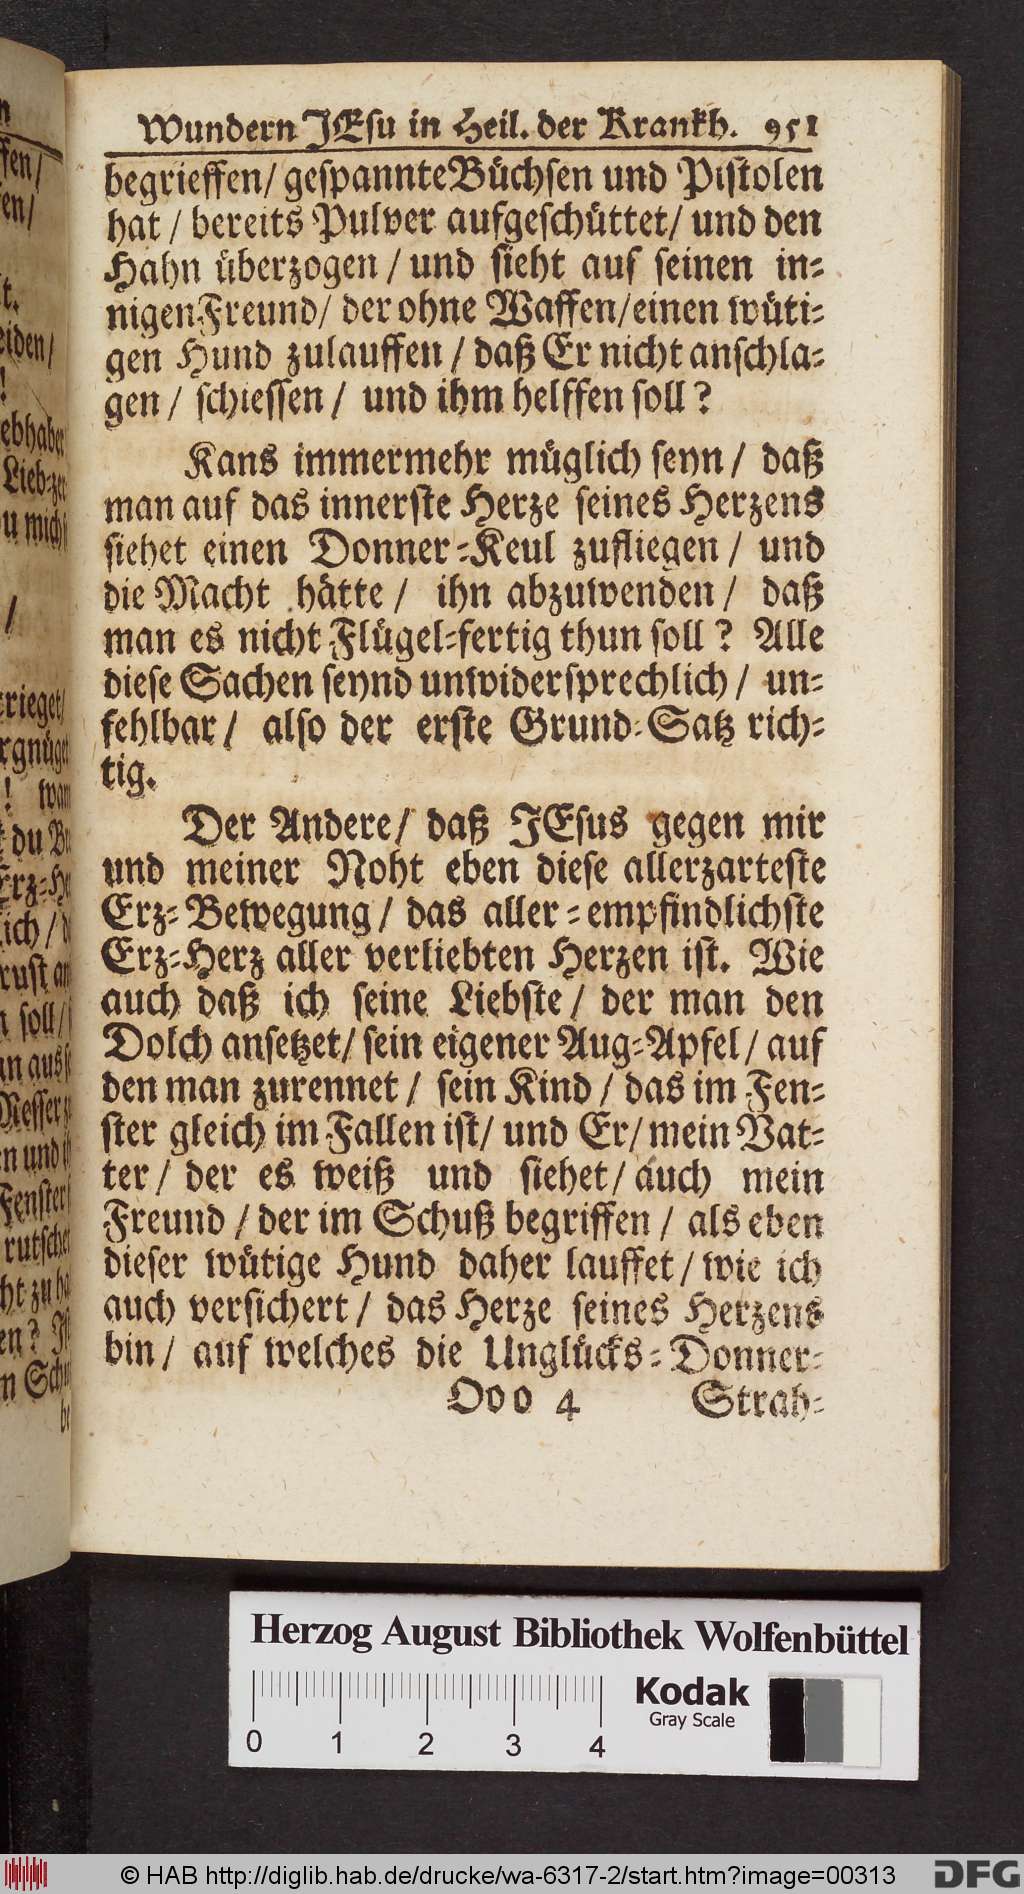 Wundern JEsu in Heil. der Krankh. 951
begrieffen/ gespannte Büchsen und Pistolen
hat / bereits Pulver aufgeschüttet/ und den
Hahn überzogen / und sieht auf seinen in-
nigen Freund/ der ohne Waffen/ einen wüti-
gen Hund zulauffen / daß Er nicht anschla-
gen / schiessen / und ihm helffen soll?
Kans immermehr müglich seyn / daß
man auf das innerste Herze seines Herzens
siehet einen Donner-Keul zufliegen / und
die Macht hätte / ihn abzuwenden / daß
man es nicht Flügel-fertig thun soll? Alle
diese Sachen seynd unwidersprechlich / un-
fehlbar / also der erste Grund-Satz rich-
tig.
Der Andere / daß JEsus gegen mir
und meiner Noht eben diese allerzarteste
Erz-Bewegung / das aller-empfindlichste
Erz-Herz aller verliebten Herzen ist. Wie
auch daß ich seine Liebste / der man den
Dolch ansetzet/ sein eigener Aug-Apfel / auf
den man zurennet / sein Kind / das im Fen-
ster gleich im Fallen ist/ und Er/ mein Vat-
ter / der es weiß und siehet / auch mein
Freund / der im Schuß begriffen / als eben
dieser wütige Hund daher lauffet / wie ich
auch versichert / das Herze seines Herzens
bin / auf welches die Unglücks-Donner-
Ooo 4 Strah-
Herzog August Bibliothek Wolfenbüttel
0 1 2 3 4
Kodak
Gray Scale
© HAB http://diglib.hab.de/drucke/wa-6317-2/start.htm?image=00313
DFG